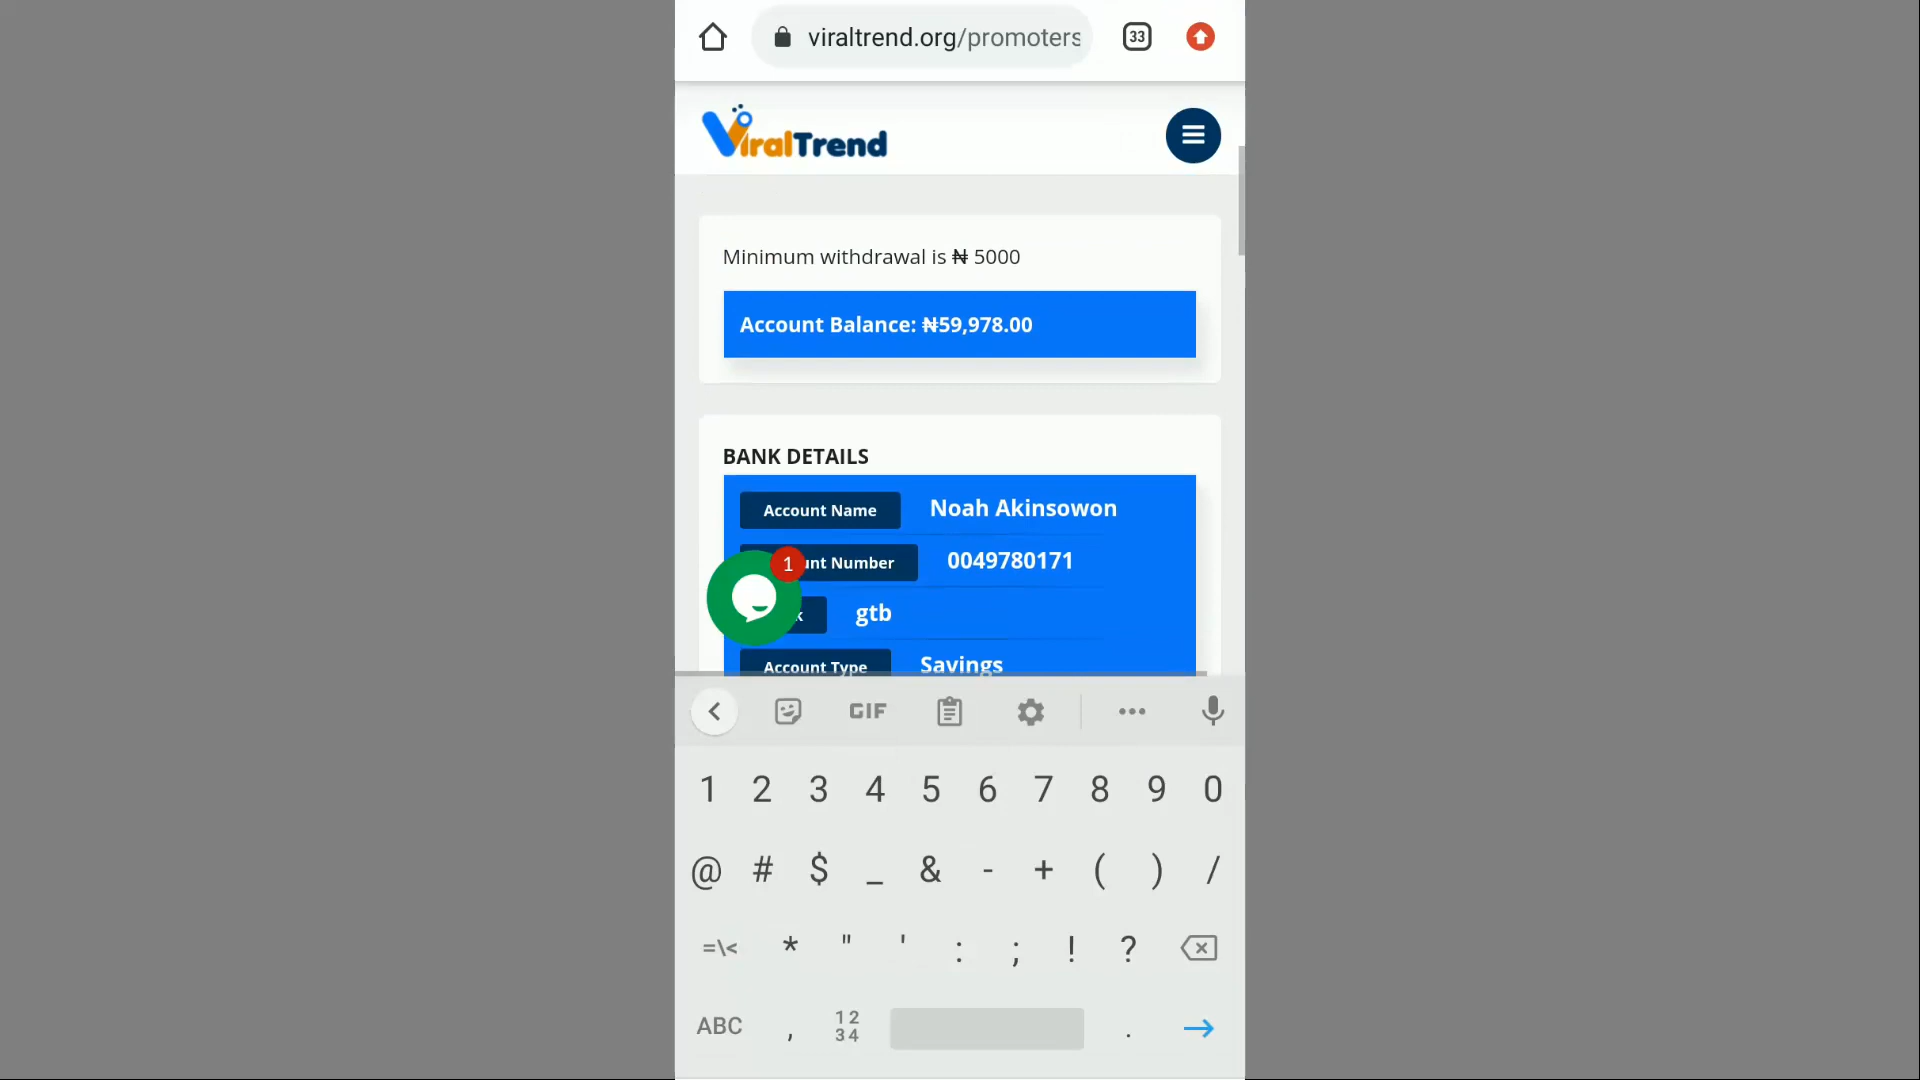 viraltrend.org/promoters
33
ViralTrend
Minimum withdrawal is ₦ 5000
Account Balance: ₦59,978.00
BANK DETAILS
Account Name Noah Akinsowon
unt Number 0049780171
1
k gtb
Account Type Savings
GIF
1 2 3 4 5 6 7 8 9 0
@ # $ _ & - + ( ) /
=\< * " ' : ; ! ?
ABC , 12 34 .